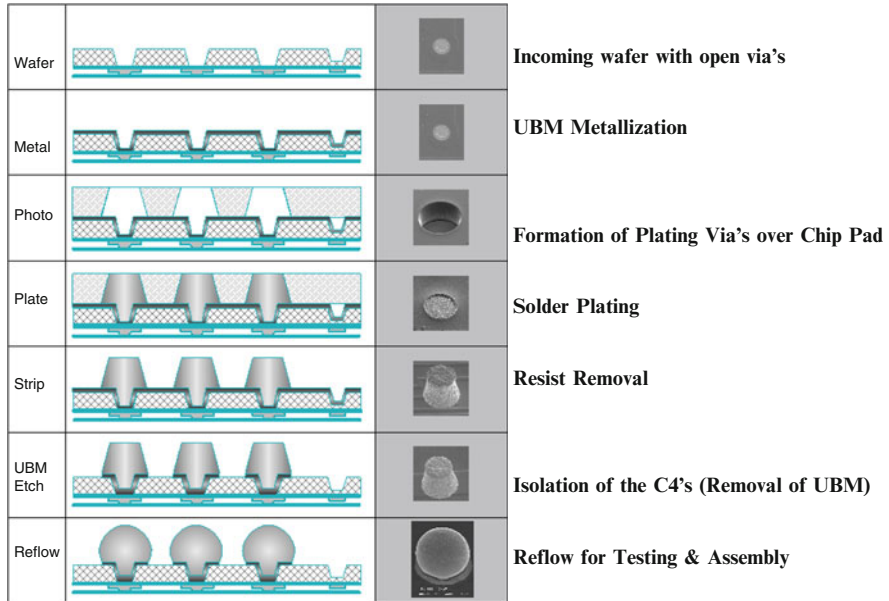 Wafer
Incoming wafer with open via's
Metal
UBM Metallization
Photo
Formation of Plating Via's over Chip Pad
Plate
Solder Plating
Strip
Resist Removal
UBM
Etch
Isolation of the C4's (Removal of UBM)
Reflow
Reflow for Testing & Assembly